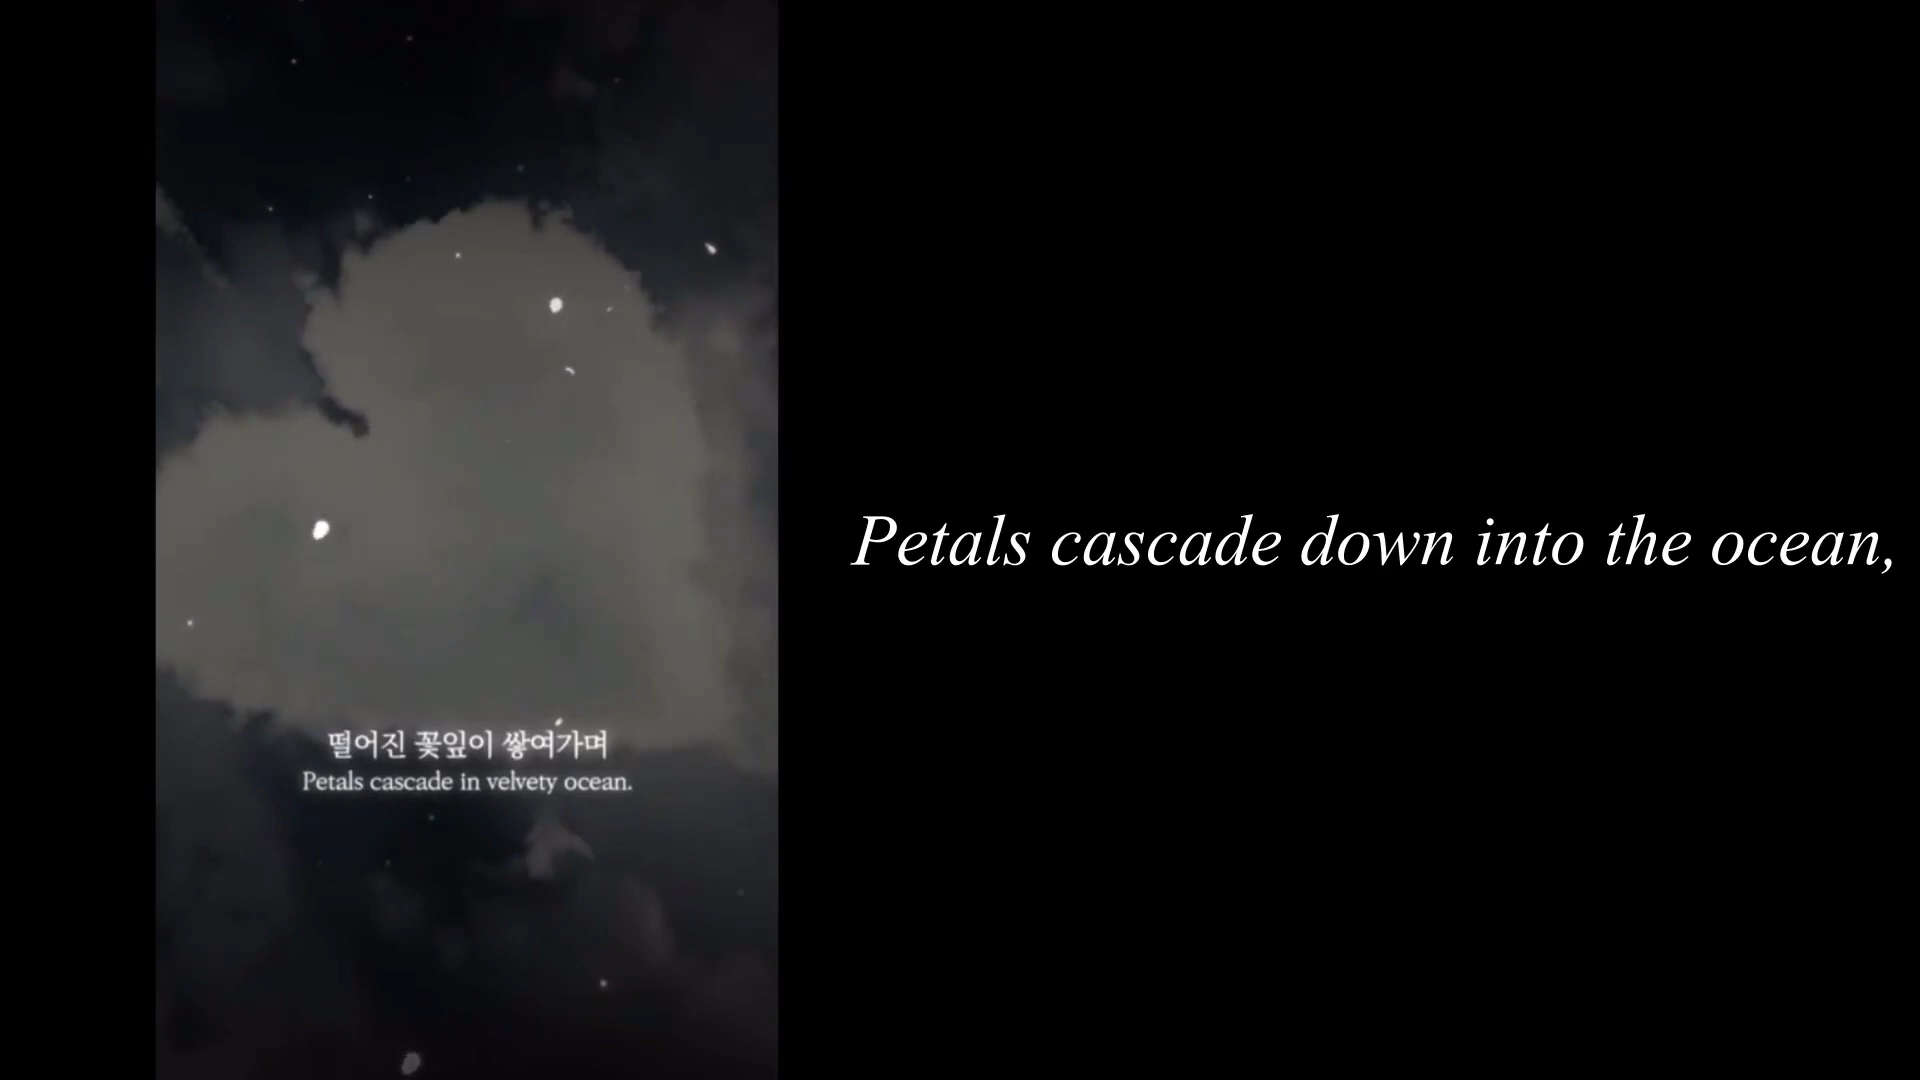 떨어진 꽃잎이 쌓여가며
Petals cascade in velvety ocean.
Petals cascade down into the ocean,